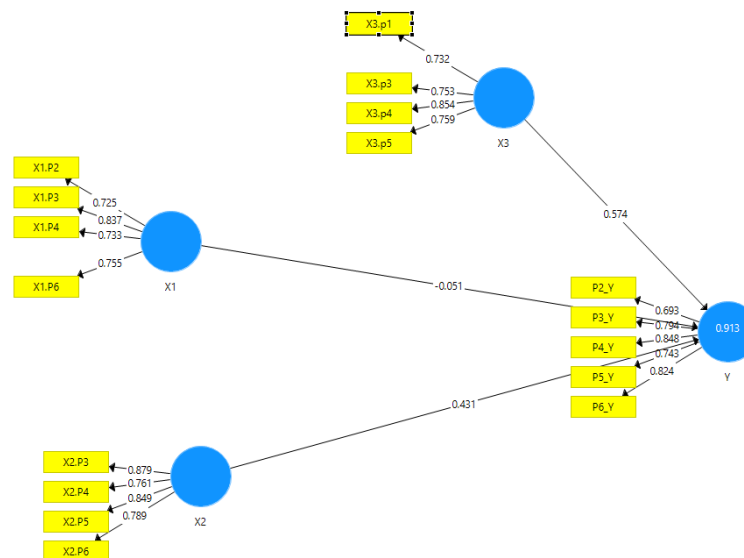 X3.p1
0.732
X3.p3
0.753
X3.p4
0.854
X3.p5
0.759
X3
X1.P2
0.725
X1.P3
0.837
X1.P4
0.733
X1.P6
0.755
X1
0.574
-0.051
P2_Y
0.693
P3_Y
0.794
P4_Y
0.848
P5_Y
0.743
P6_Y
0.824
0.913
Y
0.431
X2.P3
0.879
X2.P4
0.761
X2.P5
0.849
X2.P6
0.789
X2